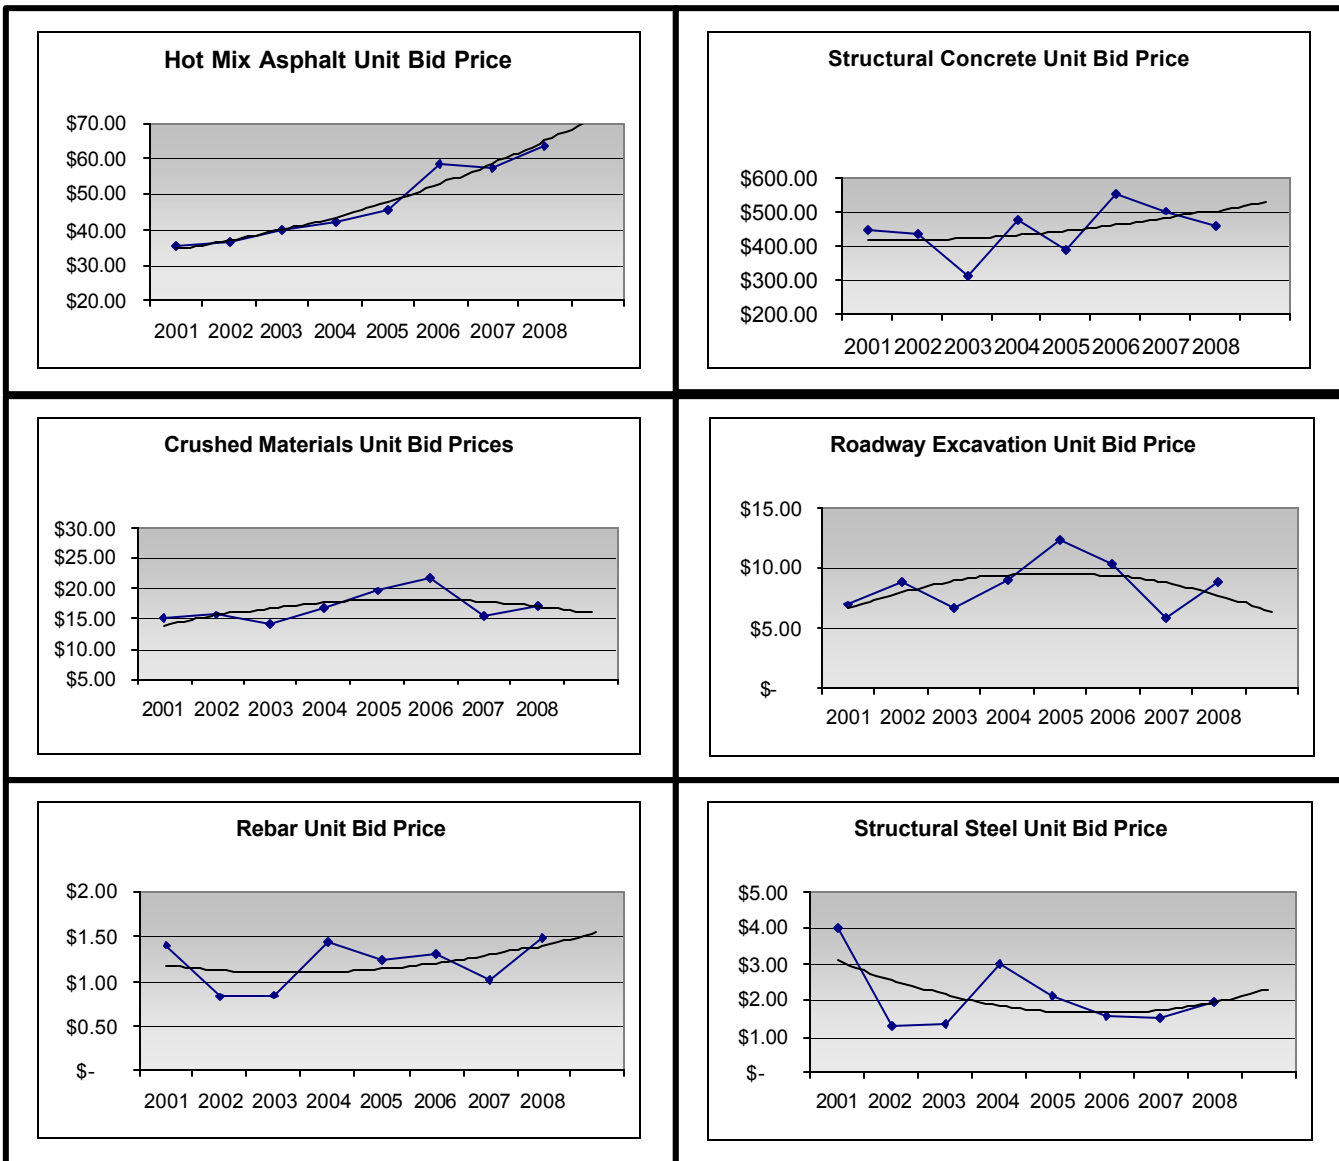 Hot Mix Asphalt Unit Bid Price
$70.00
$60.00
$50.00
$40.00
$30.00
$20.00
2001 2002 2003 2004 2005 2006 2007 2008
Structural Concrete Unit Bid Price
$600.00
$500.00
$400.00
$300.00
$200.00
2001 2002 2003 2004 2005 2006 2007 2008
Crushed Materials Unit Bid Prices
$30.00
$25.00
$20.00
$15.00
$10.00
$5.00
2001 2002 2003 2004 2005 2006 2007 2008
Roadway Excavation Unit Bid Price
$15.00
$10.00
$5.00
$-
2001 2002 2003 2004 2005 2006 2007 2008
Rebar Unit Bid Price
$2.00
$1.50
$1.00
$0.50
$-
2001 2002 2003 2004 2005 2006 2007 2008
Structural Steel Unit Bid Price
$5.00
$4.00
$3.00
$2.00
$1.00
$-
2001 2002 2003 2004 2005 2006 2007 2008